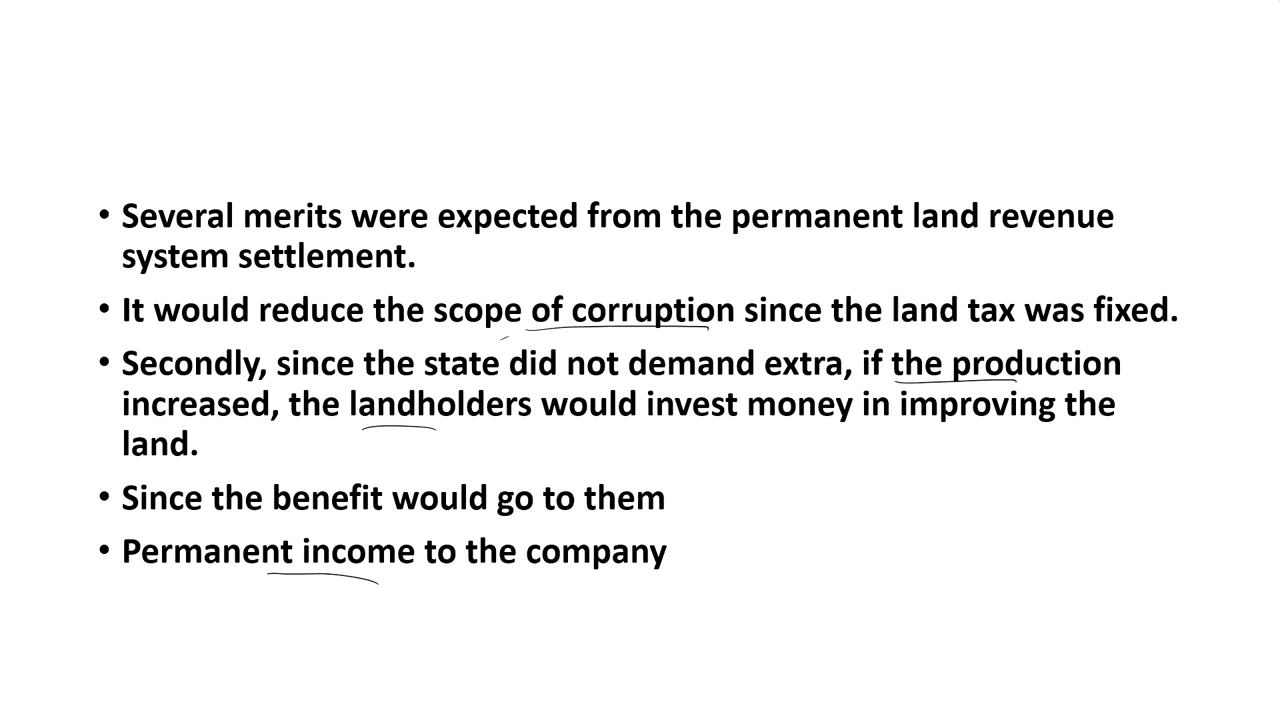 • Several merits were expected from the permanent land revenue
system settlement.
• It would reduce the scope of corruption since the land tax was fixed.
• Secondly, since the state did not demand extra, if the production
increased, the landholders would invest money in improving the
land.
• Since the benefit would go to them
• Permanent income to the company